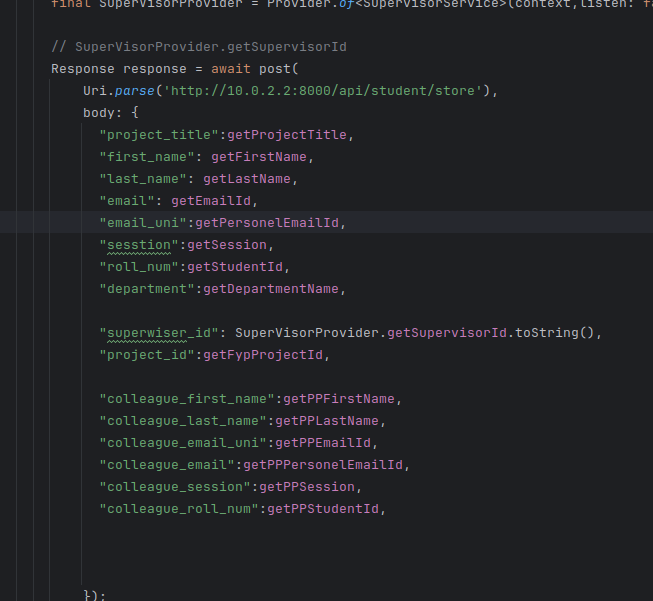 final SuperVisorProvider = Provider.of<SupervisorService>(context,listen:
// SuperVisorProvider.getSupervisorId
Response response = await post(
Uri.parse('http://10.0.2.2:8000/api/student/store'),
body: {
"project_title":getProjectTitle,
"first_name": getFirstName,
"last_name": getLastName,
"email": getEmailId,
"email_uni":getPersonelEmailId,
"sesstion":getSession,
"roll_num":getStudentId,
"department":getDepartmentName,
"superwiser_id": SuperVisorProvider.getSupervisorId.toString(),
"project_id":getFypProjectId,
"colleague_first_name":getPPFirstName,
"colleague_last_name":getPPLastName,
"colleague_email_uni":getPPEmailId,
"colleague_email":getPPPersonelEmailId,
"colleague_session":getPPSession,
"colleague_roll_num":getPPStudentId,
});